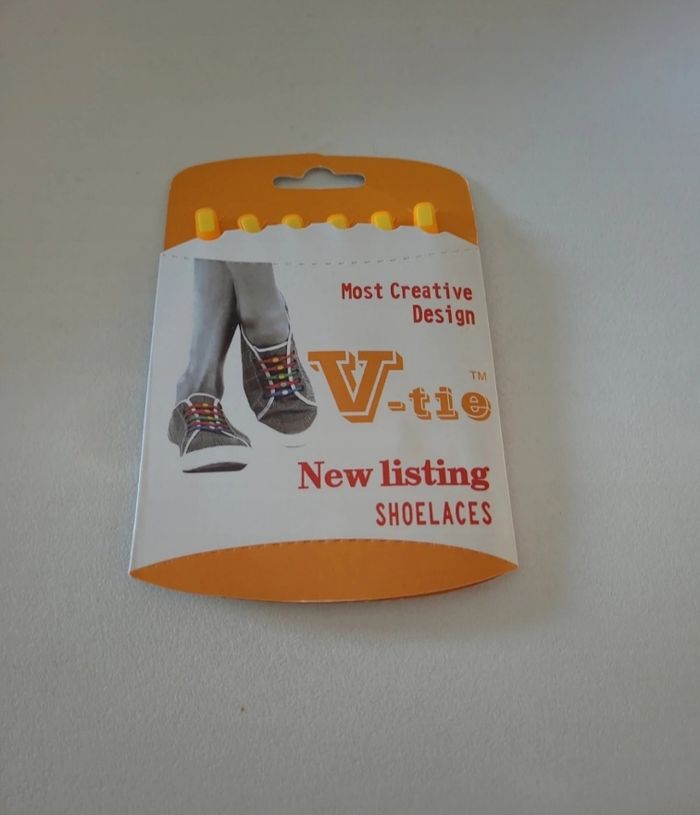 Most Creative
Design
V-tie™
New listing
SHOELACES